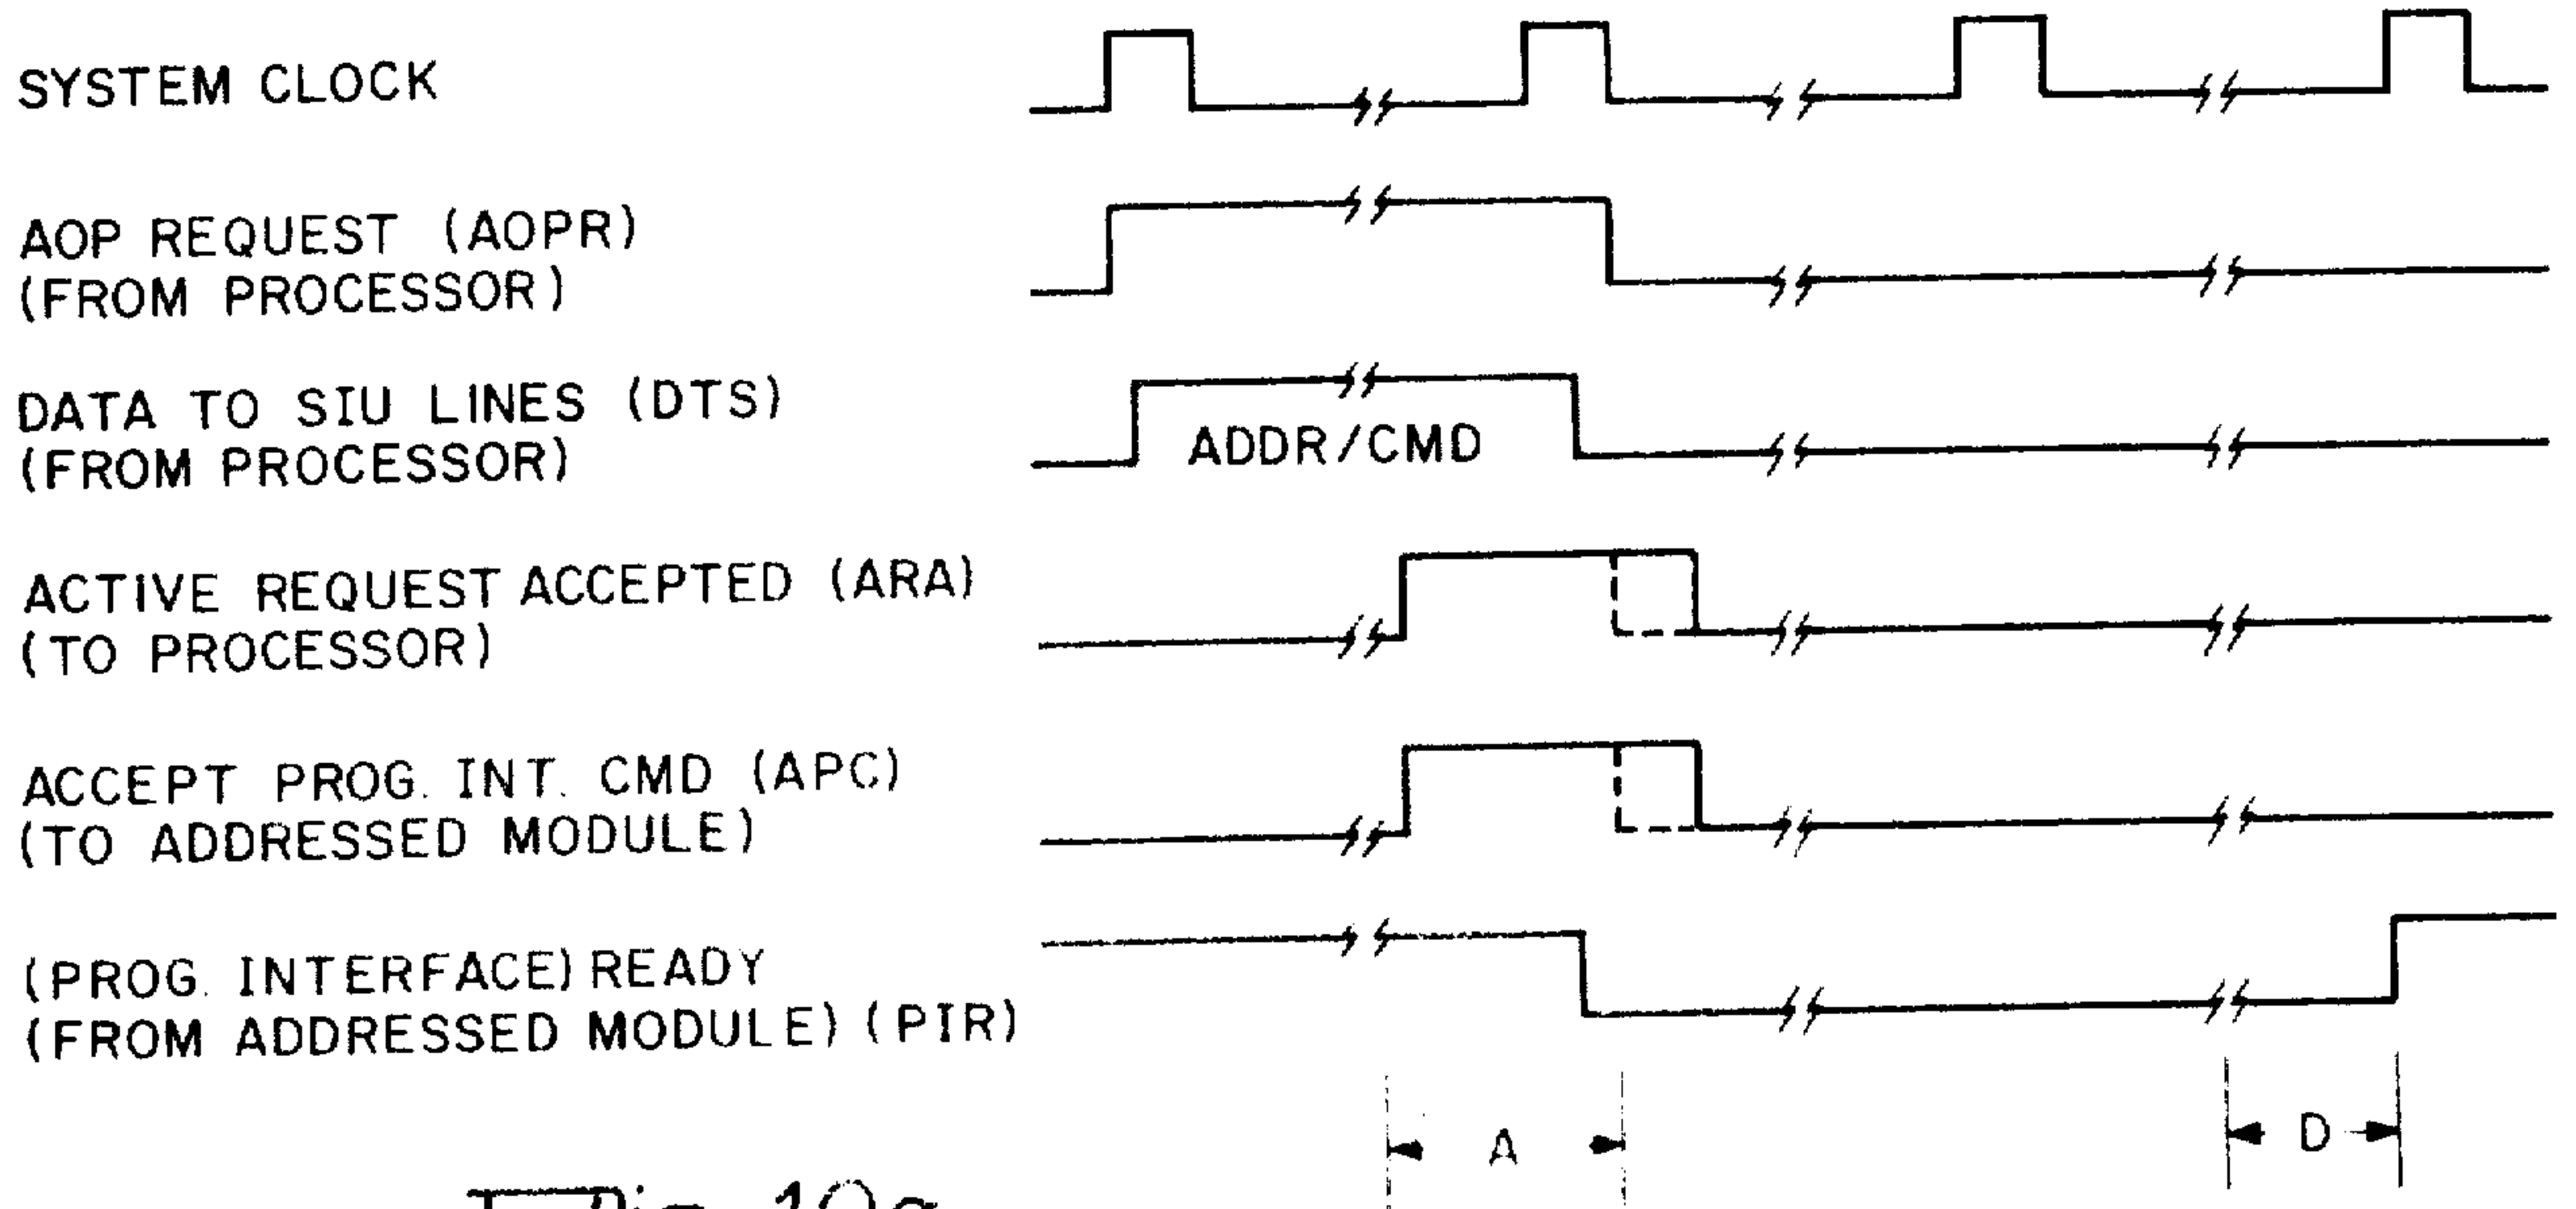 SYSTEM CLOCK
AOP REQUEST (AOPR)
(FROM PROCESSOR)
DATA TO SIU LINES (DTS)
(FROM PROCESSOR)
ADDR/CMD
ACTIVE REQUEST ACCEPTED (ARA)
(TO PROCESSOR)
ACCEPT PROG. INT. CMD (APC)
(TO ADDRESSED MODULE)
(PROG. INTERFACE) READY
(FROM ADDRESSED MODULE) (PIR)
A
D